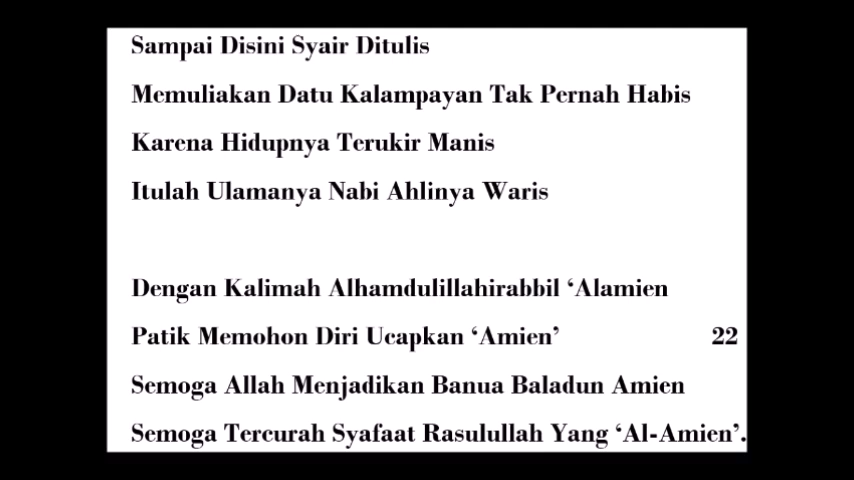 Sampai Disini Syair Ditulis
Memuliakan Datu Kalampayan Tak Pernah Habis
Karena Hidupnya Terukir Manis
Itulah Ulamanya Nabi Ahlinya Waris
Dengan Kalimah Alhamdulillahirabbil ‘Alamien
Patik Memohon Diri Ucapkan ‘Amien’ 22
Semoga Allah Menjadikan Banua Baladun Amien
Semoga Tercurah Syafaat Rasulullah Yang ‘Al-Amien’.